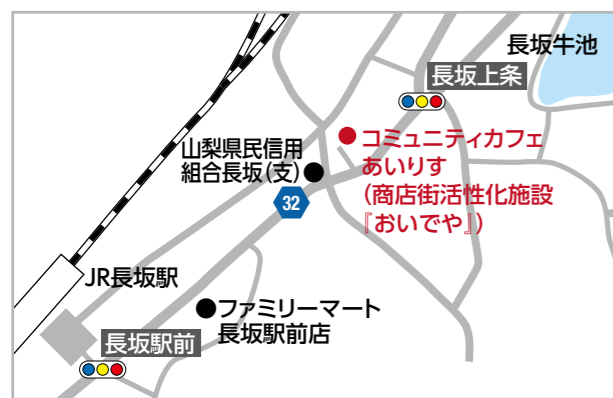 長坂牛池
長坂上条
コミュニティカフェ
あいりす
(商店街活性化施設
『おいでや』)
山梨県民信用
組合長坂(支)
32
JR長坂駅
ファミリーマート
長坂駅前店
長坂駅前